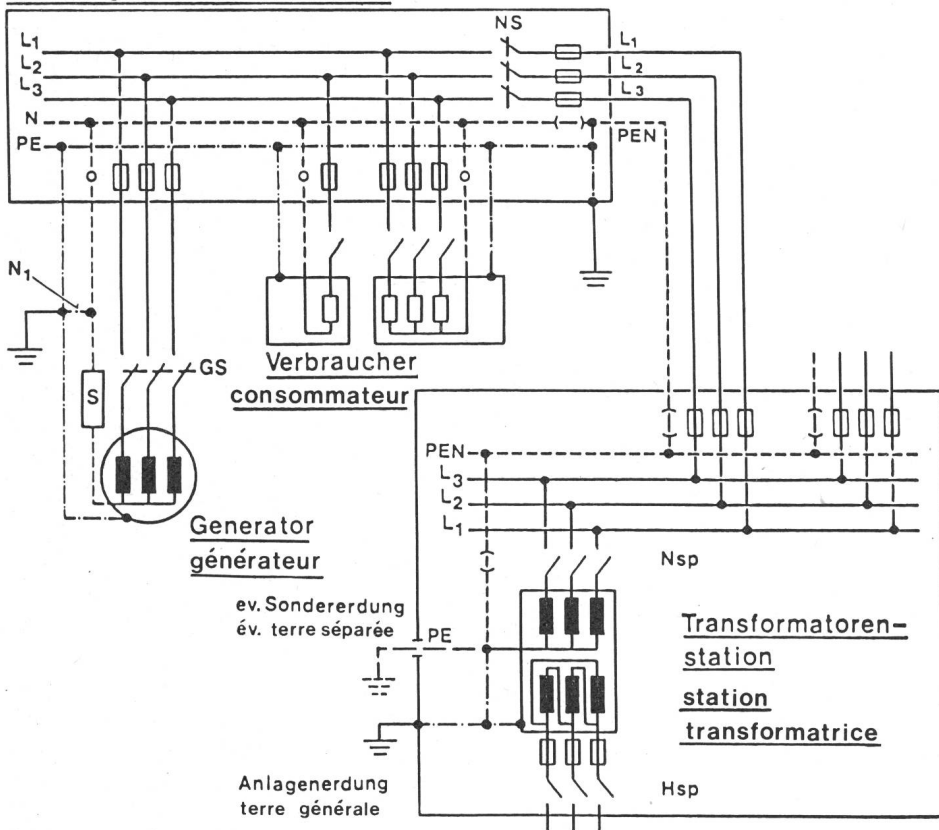 NS
L1
L1
L2
L2
L3
L3
N
PE
PEN
N1
GS
S
Verbraucher
consommateur
PEN
L3
L2
L1
Generator
générateur
Nsp
ev. Sondererdung
év. terre séparée
PE
Transformatoren-
station
station
transformatrice
Anlagenerdung
terre générale
Hsp